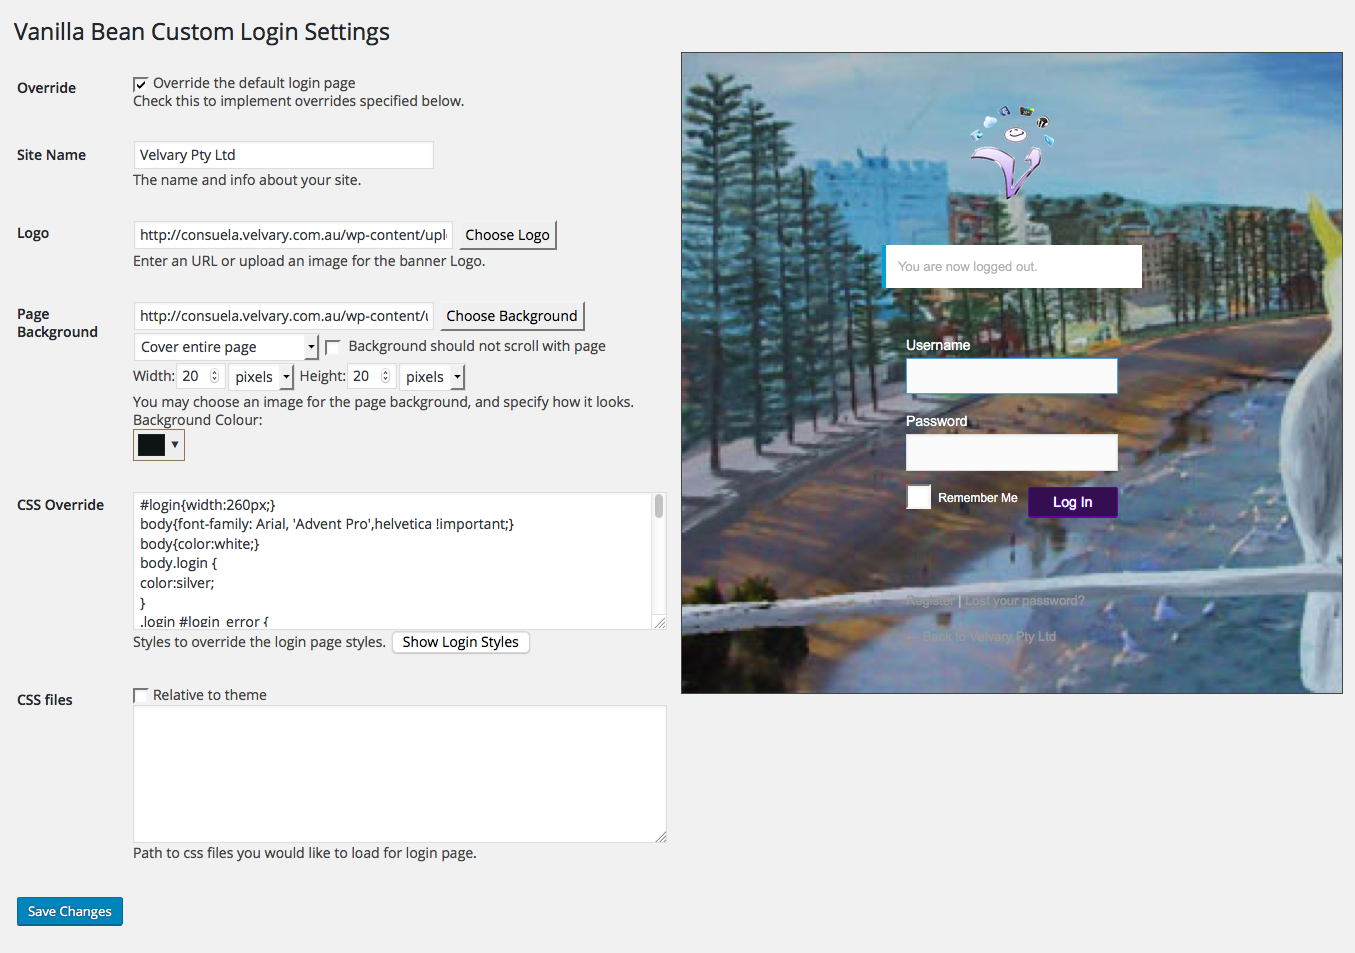 Vanilla Bean Custom Login Settings
Override
Override the default login page
Check this to implement overrides specified below.
Site Name
Velvary Pty Ltd
The name and info about your site.
Logo
http://consuela.velvary.com.au/wp-content/upl
Choose Logo
Enter an URL or upload an image for the banner Logo.
Page
Background
http://consuela.velvary.com.au/wp-content/u
Choose Background
Cover entire page
Background should not scroll with page
Width: 20 pixels Height: 20 pixels
You may choose an image for the page background, and specify how it looks.
Background Colour:
CSS Override
#login{width:260px;}
body{font-family: Arial, 'Advent Pro',helvetica !important;}
body{color:white;}
body.login {
color:silver;
}
.login #login_error {
Styles to override the login page styles.
Show Login Styles
CSS files
Relative to theme
Path to css files you would like to load for login page.
Save Changes
You are now logged out.
Username
Password
Remember Me
Log In
Register | Lost your password?
← Back to Velvary Pty Ltd